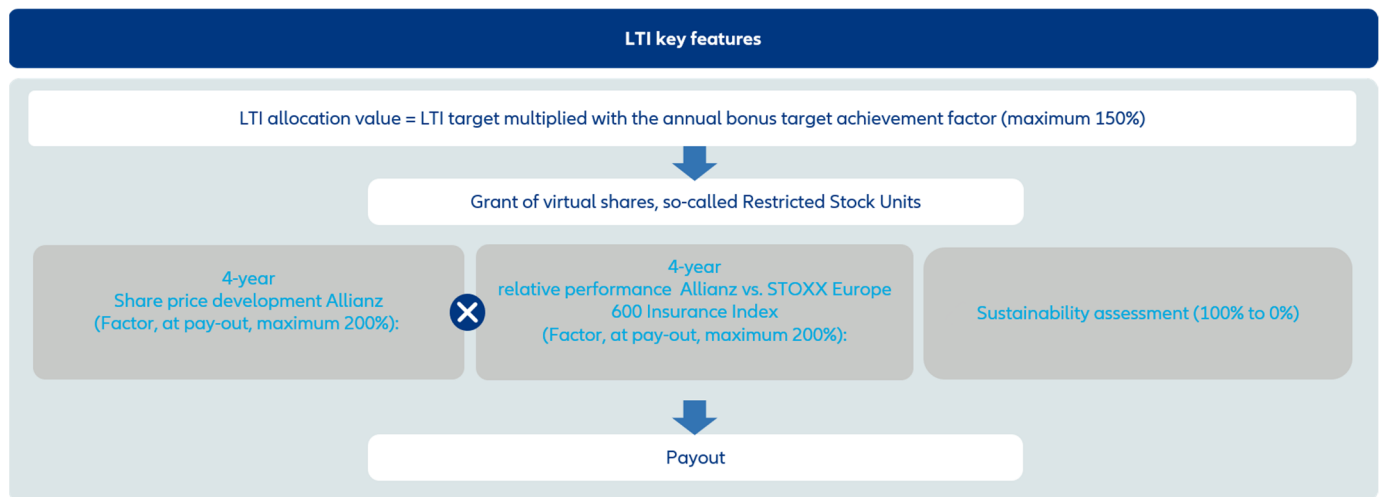 LTI key features
LTI allocation value = LTI target multiplied with the annual bonus target achievement factor (maximum 150%)
Grant of virtual shares, so-called Restricted Stock Units
4-year
Share price development Allianz
(Factor, at pay-out, maximum 200%):
4-year
relative performance Allianz vs. STOXX Europe
600 Insurance Index
(Factor, at pay-out, maximum 200%):
Sustainability assessment (100% to 0%)
Payout